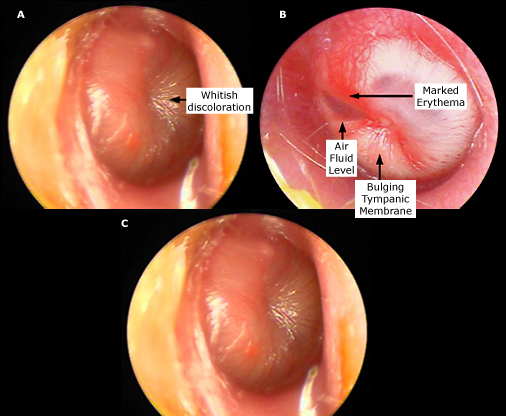 A
Whitish
discoloration
B
Marked
Erythema
Air
Fluid
Level
Bulging
Tympanic
Membrane
C